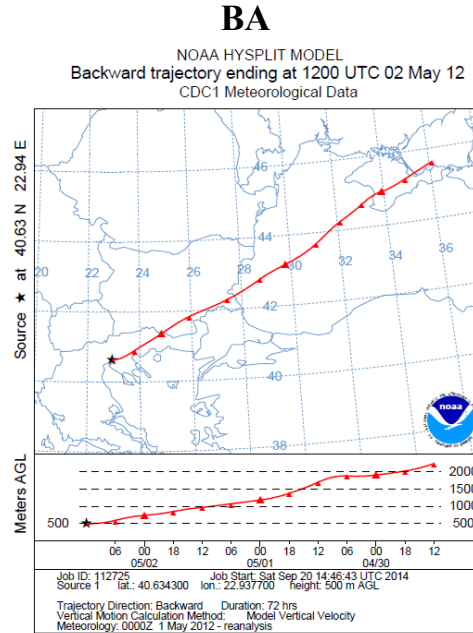 BA
NOAA HYSPLIT MODEL
Backward trajectory ending at 1200 UTC 02 May 12
CDC1 Meteorological Data
Source ★ at 40.63 N 22.94 E
46
44
36
20 22 24 26 28 30 32 34
42
40
38
noaa
Meters AGL
500
2000
1500
1000
500
06 00 18 12 06 00 18 12 06 00 18 12
05/02 05/01 04/30
Job ID: 112725 Job Start: Sat Sep 20 14:46:43 UTC 2014
Source 1 lat.: 40.634300 lon.: 22.937700 height: 500 m AGL
Trajectory Direction: Backward Duration: 72 hrs
Vertical Motion Calculation Method: Model Vertical Velocity
Meteorology: 0000Z 1 May 2012 - reanalysis